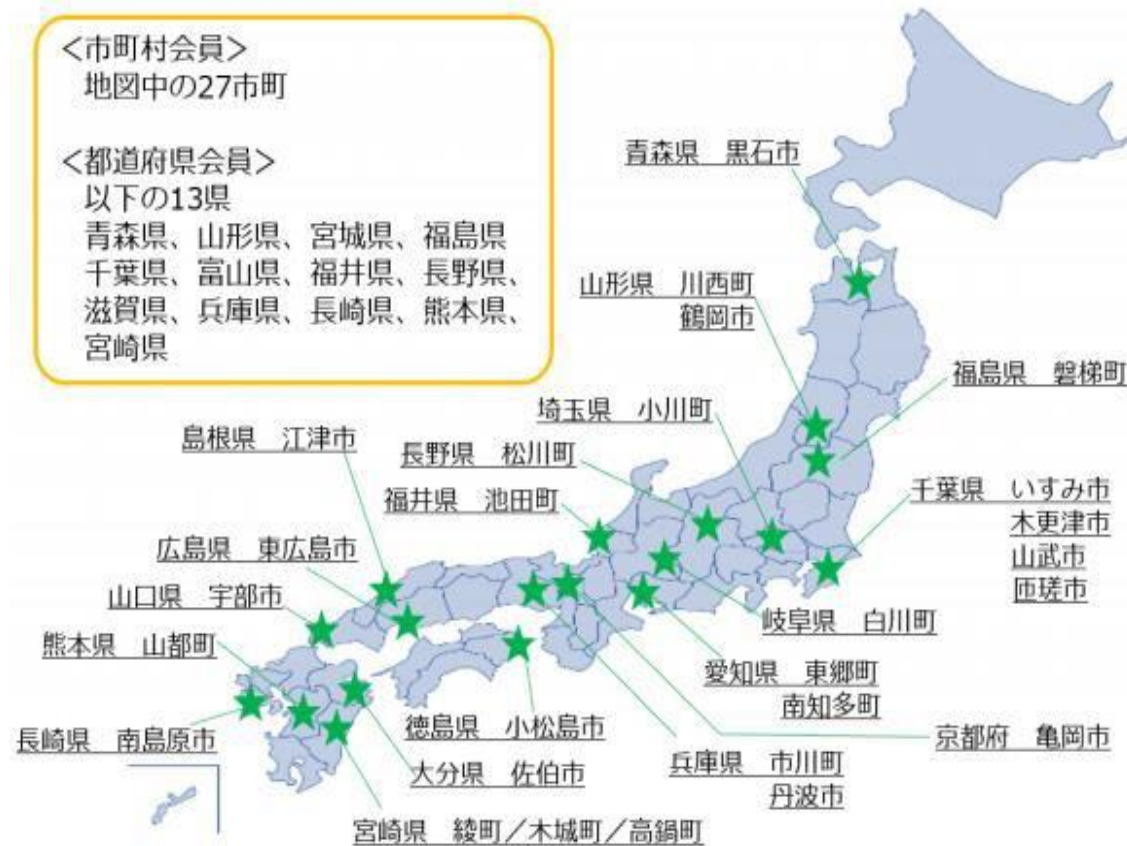 <市町村会員>
地図中の27市町
<都道府県会員>
以下の13県
青森県、山形県、宮城県、福島県
千葉県、富山県、福井県、長野県、
滋賀県、兵庫県、長崎県、熊本県、
宮崎県
青森県 黒石市
山形県 川西町
鶴岡市
福島県 磐梯町
埼玉県 小川町
島根県 江津市
長野県 松川町
福井県 池田町
千葉県 いすみ市
木更津市
山武市
匝瑳市
広島県 東広島市
山口県 宇部市
岐阜県 白川町
熊本県 山都町
愛知県 東郷町
南知多町
長崎県 南島原市
徳島県 小松島市
京都府 亀岡市
大分県 佐伯市
兵庫県 市川町
丹波市
宮崎県 綾町/木城町/高鍋町